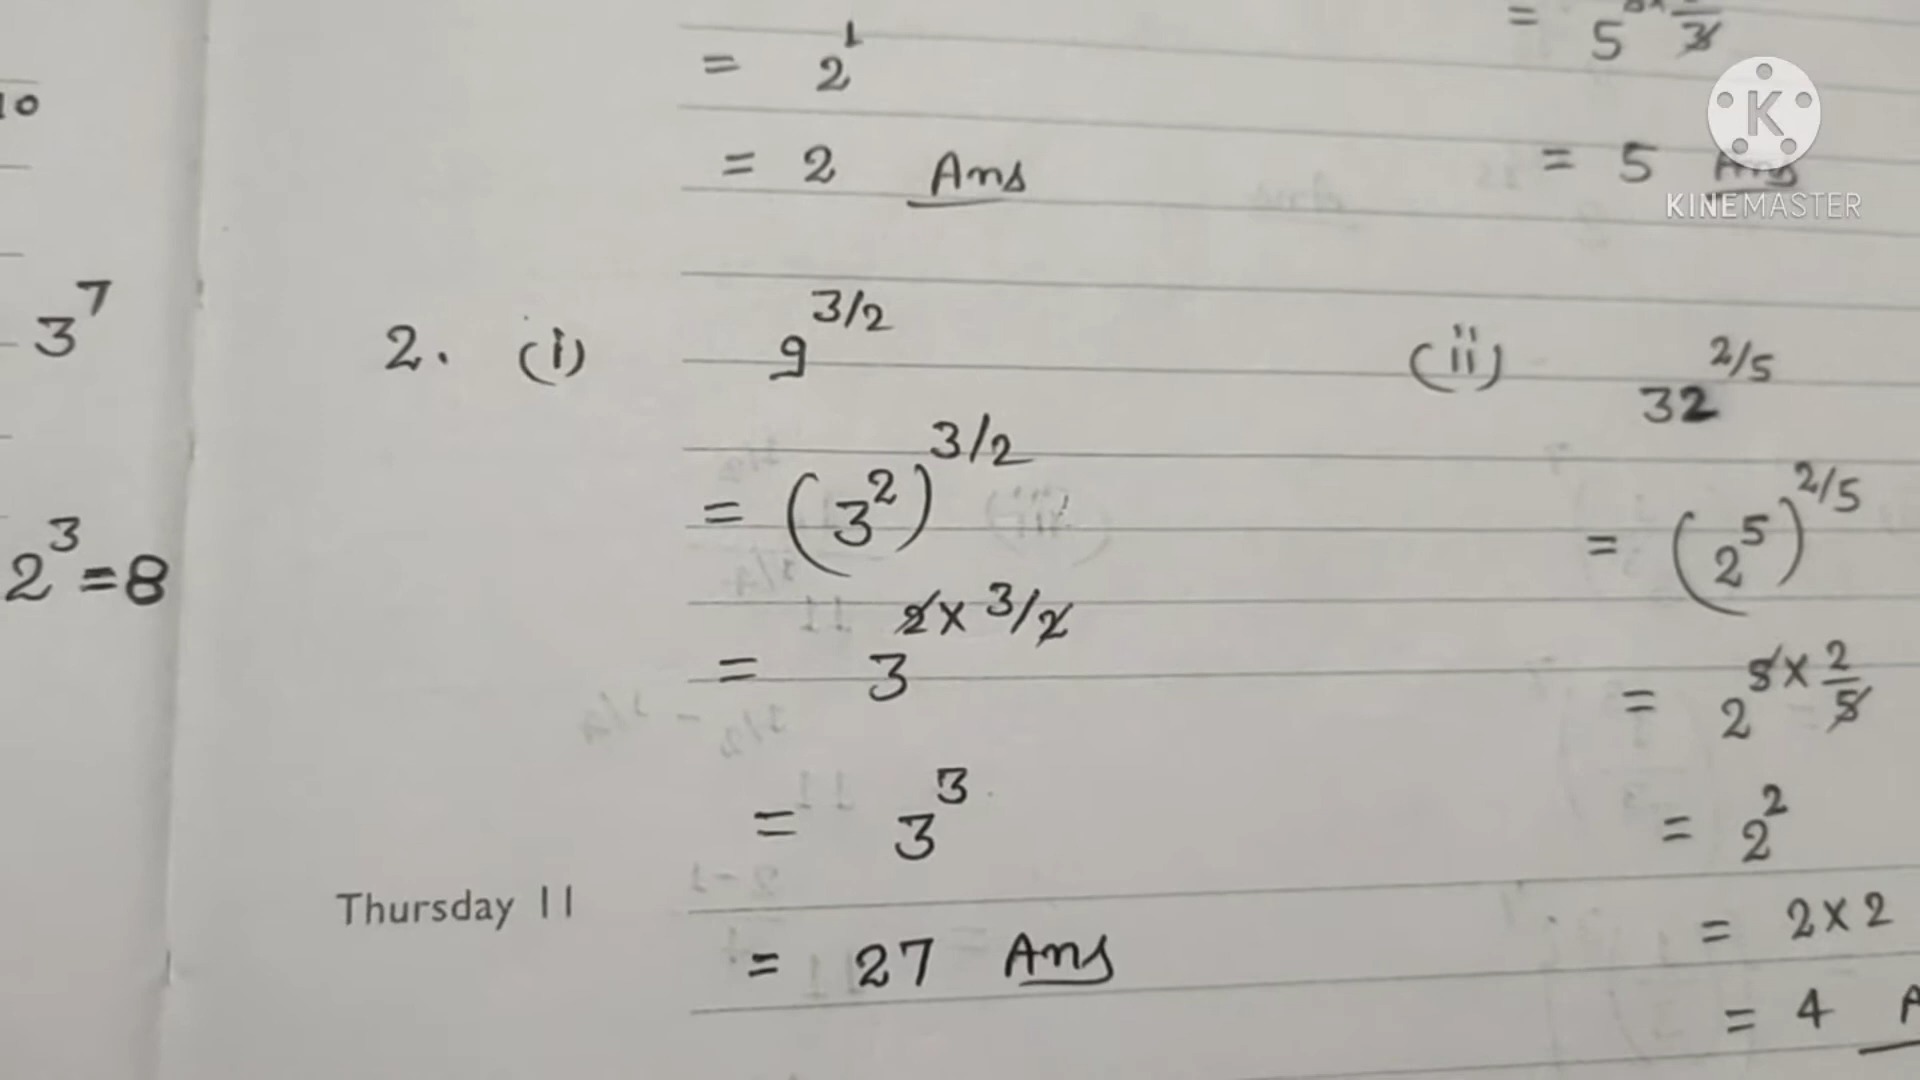 10
3^7
2^3 = 8
= 2^1
= 2 Ans
2. (i) 9^3/2
= (3^2)^3/2
= 3^2×3/2
= 3^3
= 27 Ans
Thursday 11
= 5
= 5 Ans
(ii) 32^2/5
= (2^5)^2/5
= 2^5×2/5
= 2^2
= 2×2
= 4
K
KINEMASTER